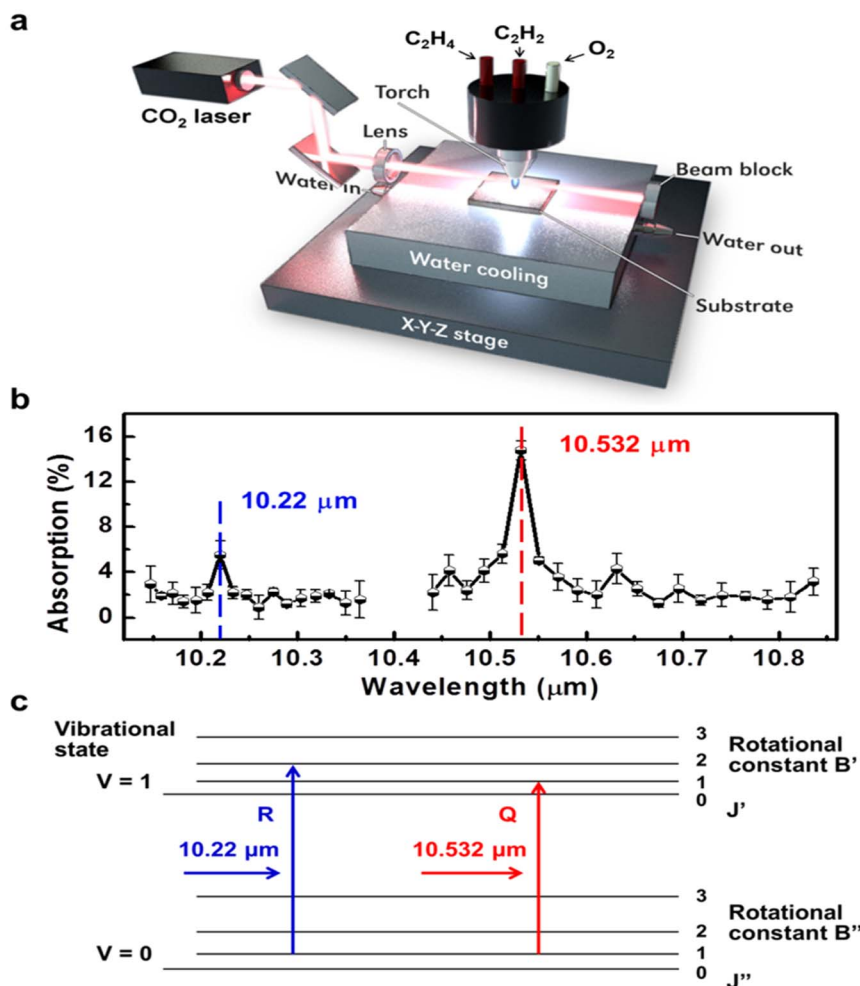 a
C₂H₄
C₂H₂
O₂
CO₂ laser
Torch
Lens
Water in
Beam block
Water out
Water cooling
Substrate
X-Y-Z stage
b
16
12
8
4
0
Absorption (%)
10.22 μm
10.532 μm
10.2 10.3 10.4 10.5 10.6 10.7 10.8
Wavelength (μm)
c
Vibrational
state
V = 1
3
2
1
0
Rotational
constant B'
J'
R
10.22 μm
Q
10.532 μm
V = 0
3
2
1
0
Rotational
constant B"
J"